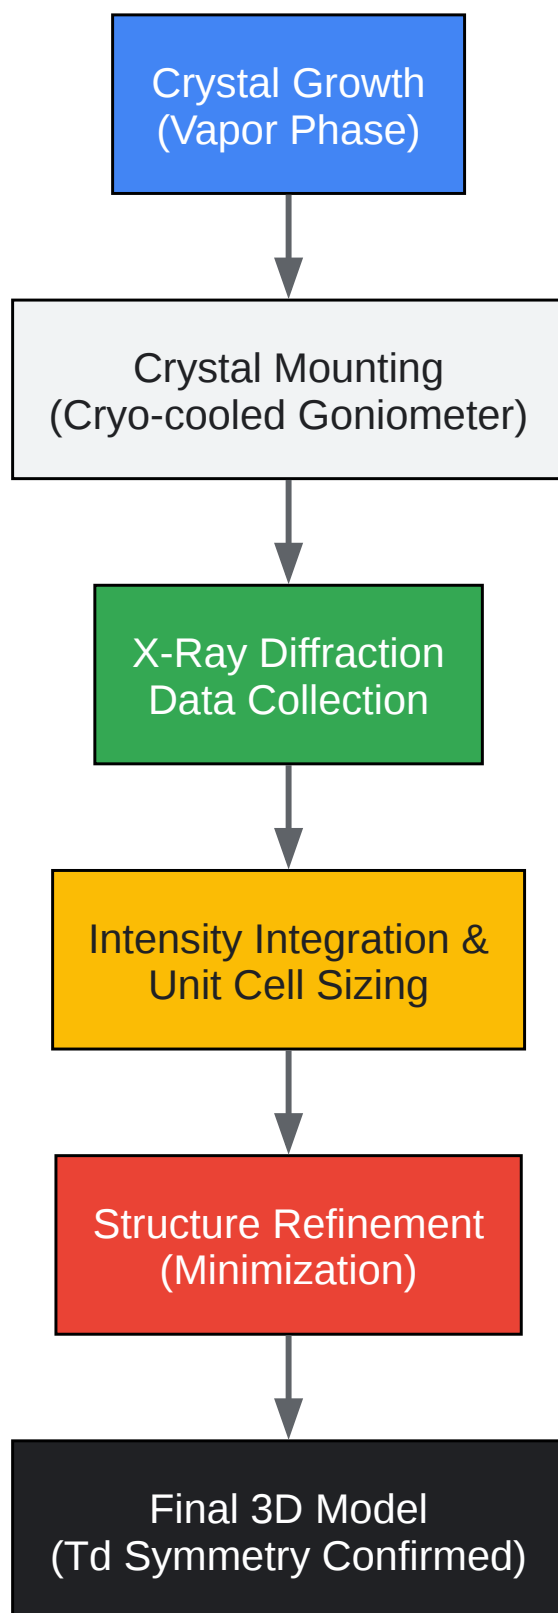 Crystal Growth
(Vapor Phase)
Crystal Mounting
(Cryo-cooled Goniometer)
X-Ray Diffraction
Data Collection
Intensity Integration &
Unit Cell Sizing
Structure Refinement
(Minimization)
Final 3D Model
(Td Symmetry Confirmed)